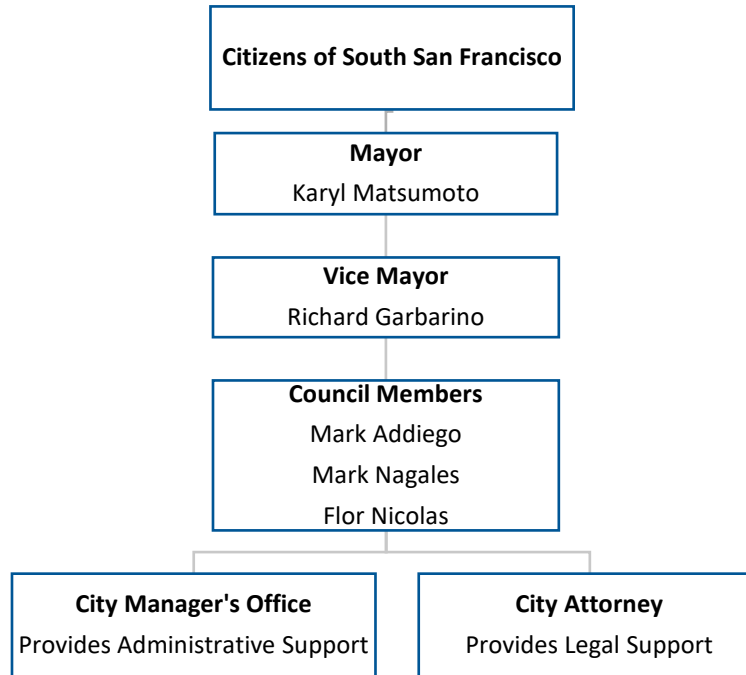 Citizens of South San Francisco
Mayor
Karyl Matsumoto
Vice Mayor
Richard Garbarino
Council Members
Mark Addiego
Mark Nagales
Flor Nicolas
City Manager's Office
Provides Administrative Support
City Attorney
Provides Legal Support